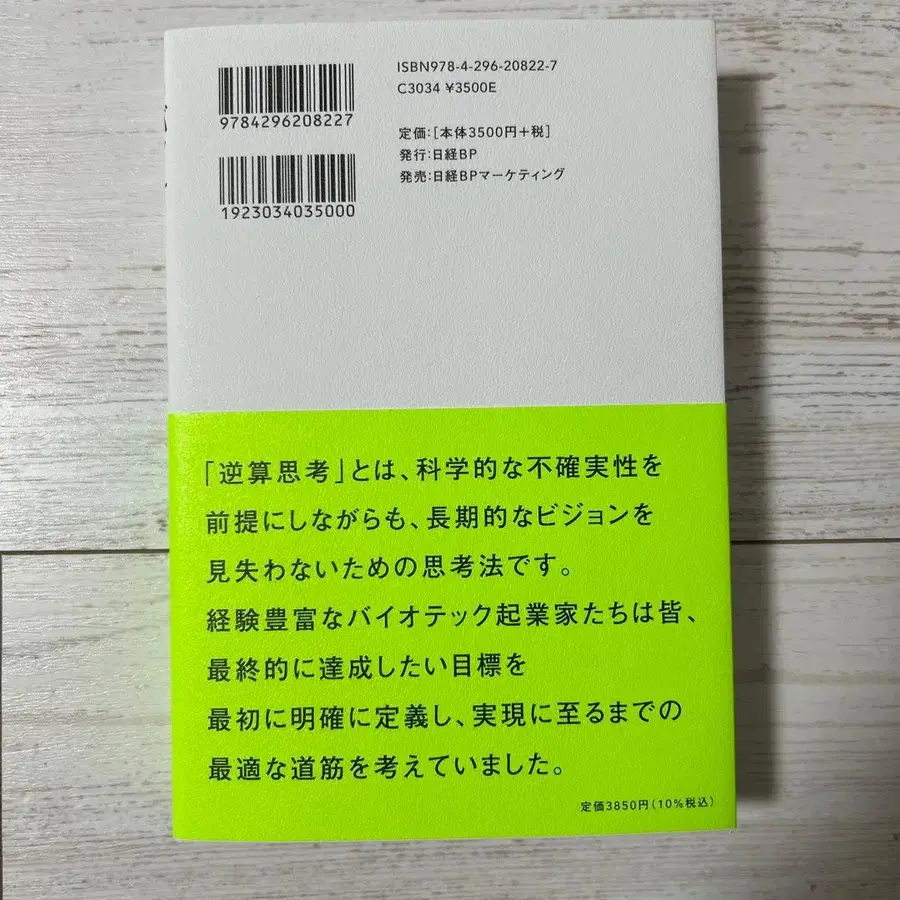 ISBN978-4-296-20822-7
C3034 ¥3500E
9784296208227
定価:[本体3500円+税]
発行:日経BP
発売:日経BPマーケティング
1923034035000
「逆算思考」とは、科学的な不確実性を
前提にしながらも、長期的なビジョンを
見失わないための思考法です。
経験豊富なバイオテック起業家たちは皆、
最終的に達成したい目標を
最初に明確に定義し、実現に至るまでの
最適な道筋を考えていました。
定価3850円(10%税込)